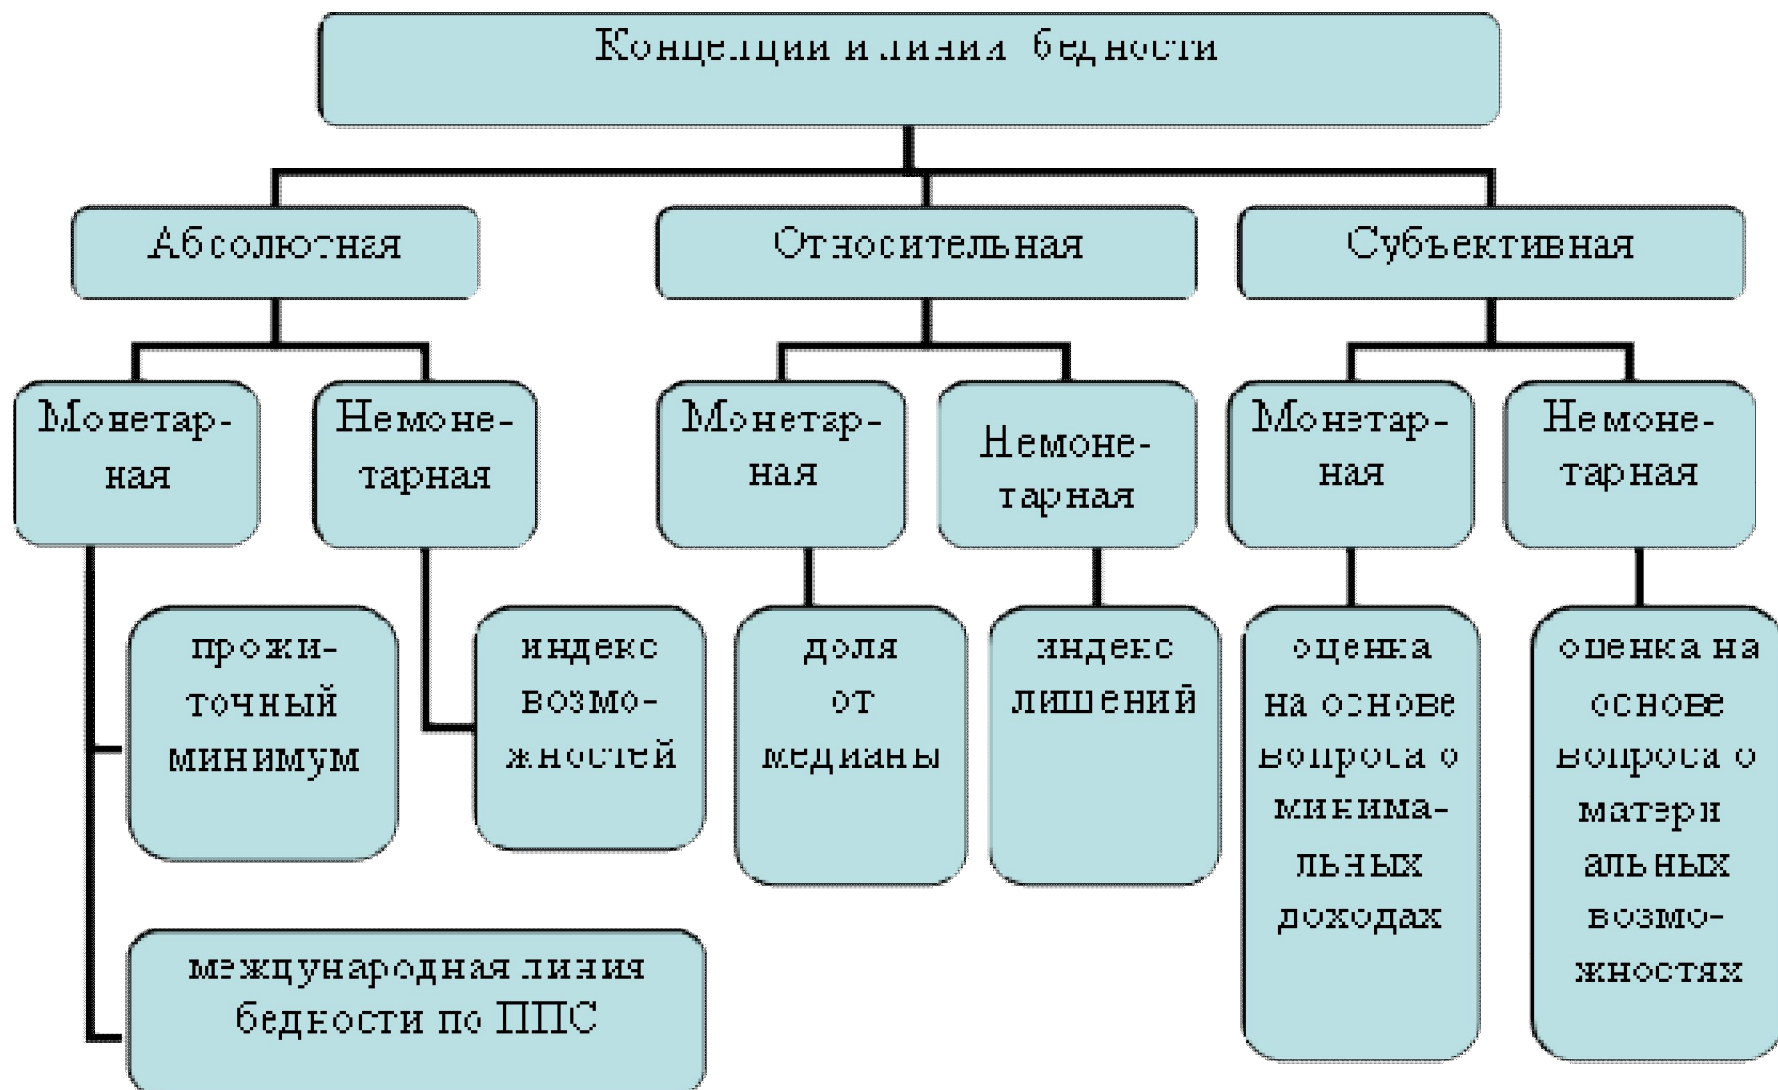 Концепции и линии бедности
Абсолютная
Относительная
Субъективная
Монетар-
ная
Немоне-
тарная
Монетар-
ная
Немоне-
тарная
Монетар-
ная
Немоне-
тарная
прожи-
точный
минимум
индекс
возмо-
жностей
доля
от
медианы
индекс
лишений
оценка
на основе
вопроса о
минима-
льных
доходах
оценка на
основе
вопроса о
матери
альных
возмо-
жностях
международная линия
бедности по ППС